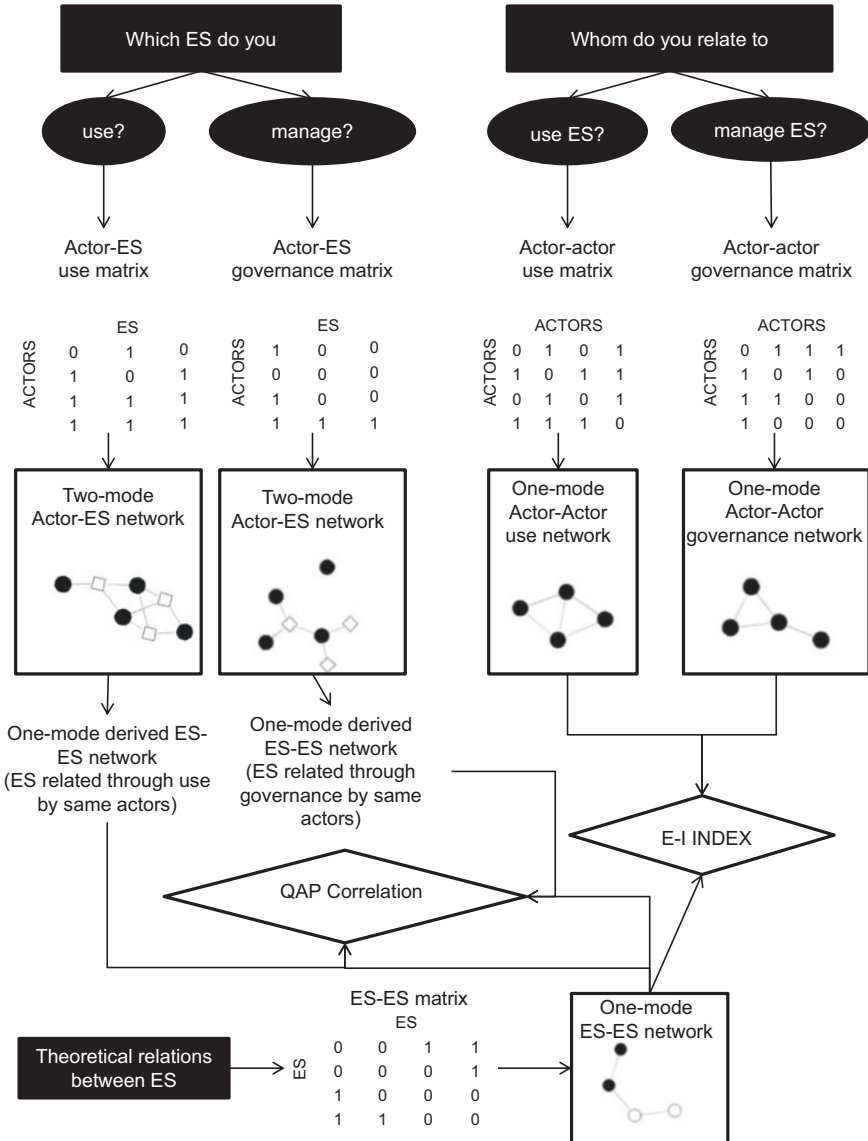 Which ES do you
Whom do you relate to
use?
manage?
use ES?
manage ES?
Actor-ES
use matrix
Actor-ES
governance matrix
Actor-actor
use matrix
Actor-actor
governance matrix
ES
ACTORS
0 1 0
1 0 1
1 1 1
1 1 1
ES
ACTORS
1 0 0
0 0 0
1 0 0
1 1 1
ACTORS
ACTORS
0 1 0 1
1 0 1 1
0 1 0 1
1 1 1 0
ACTORS
ACTORS
0 1 1 1
1 0 1 0
1 1 0 0
1 0 0 0
Two-mode
Actor-ES network
Two-mode
Actor-ES network
One-mode
Actor-Actor
use network
One-mode
Actor-Actor
governance network
One-mode derived ES-
ES network
(ES related through use
by same actors)
One-mode derived
ES-ES network
(ES related through
governance by same
actors)
E-I INDEX
QAP Correlation
Theoretical relations
between ES
ES-ES matrix
ES
ES
0 0 1 1
0 0 0 1
1 0 0 0
1 1 0 0
One-mode
ES-ES network